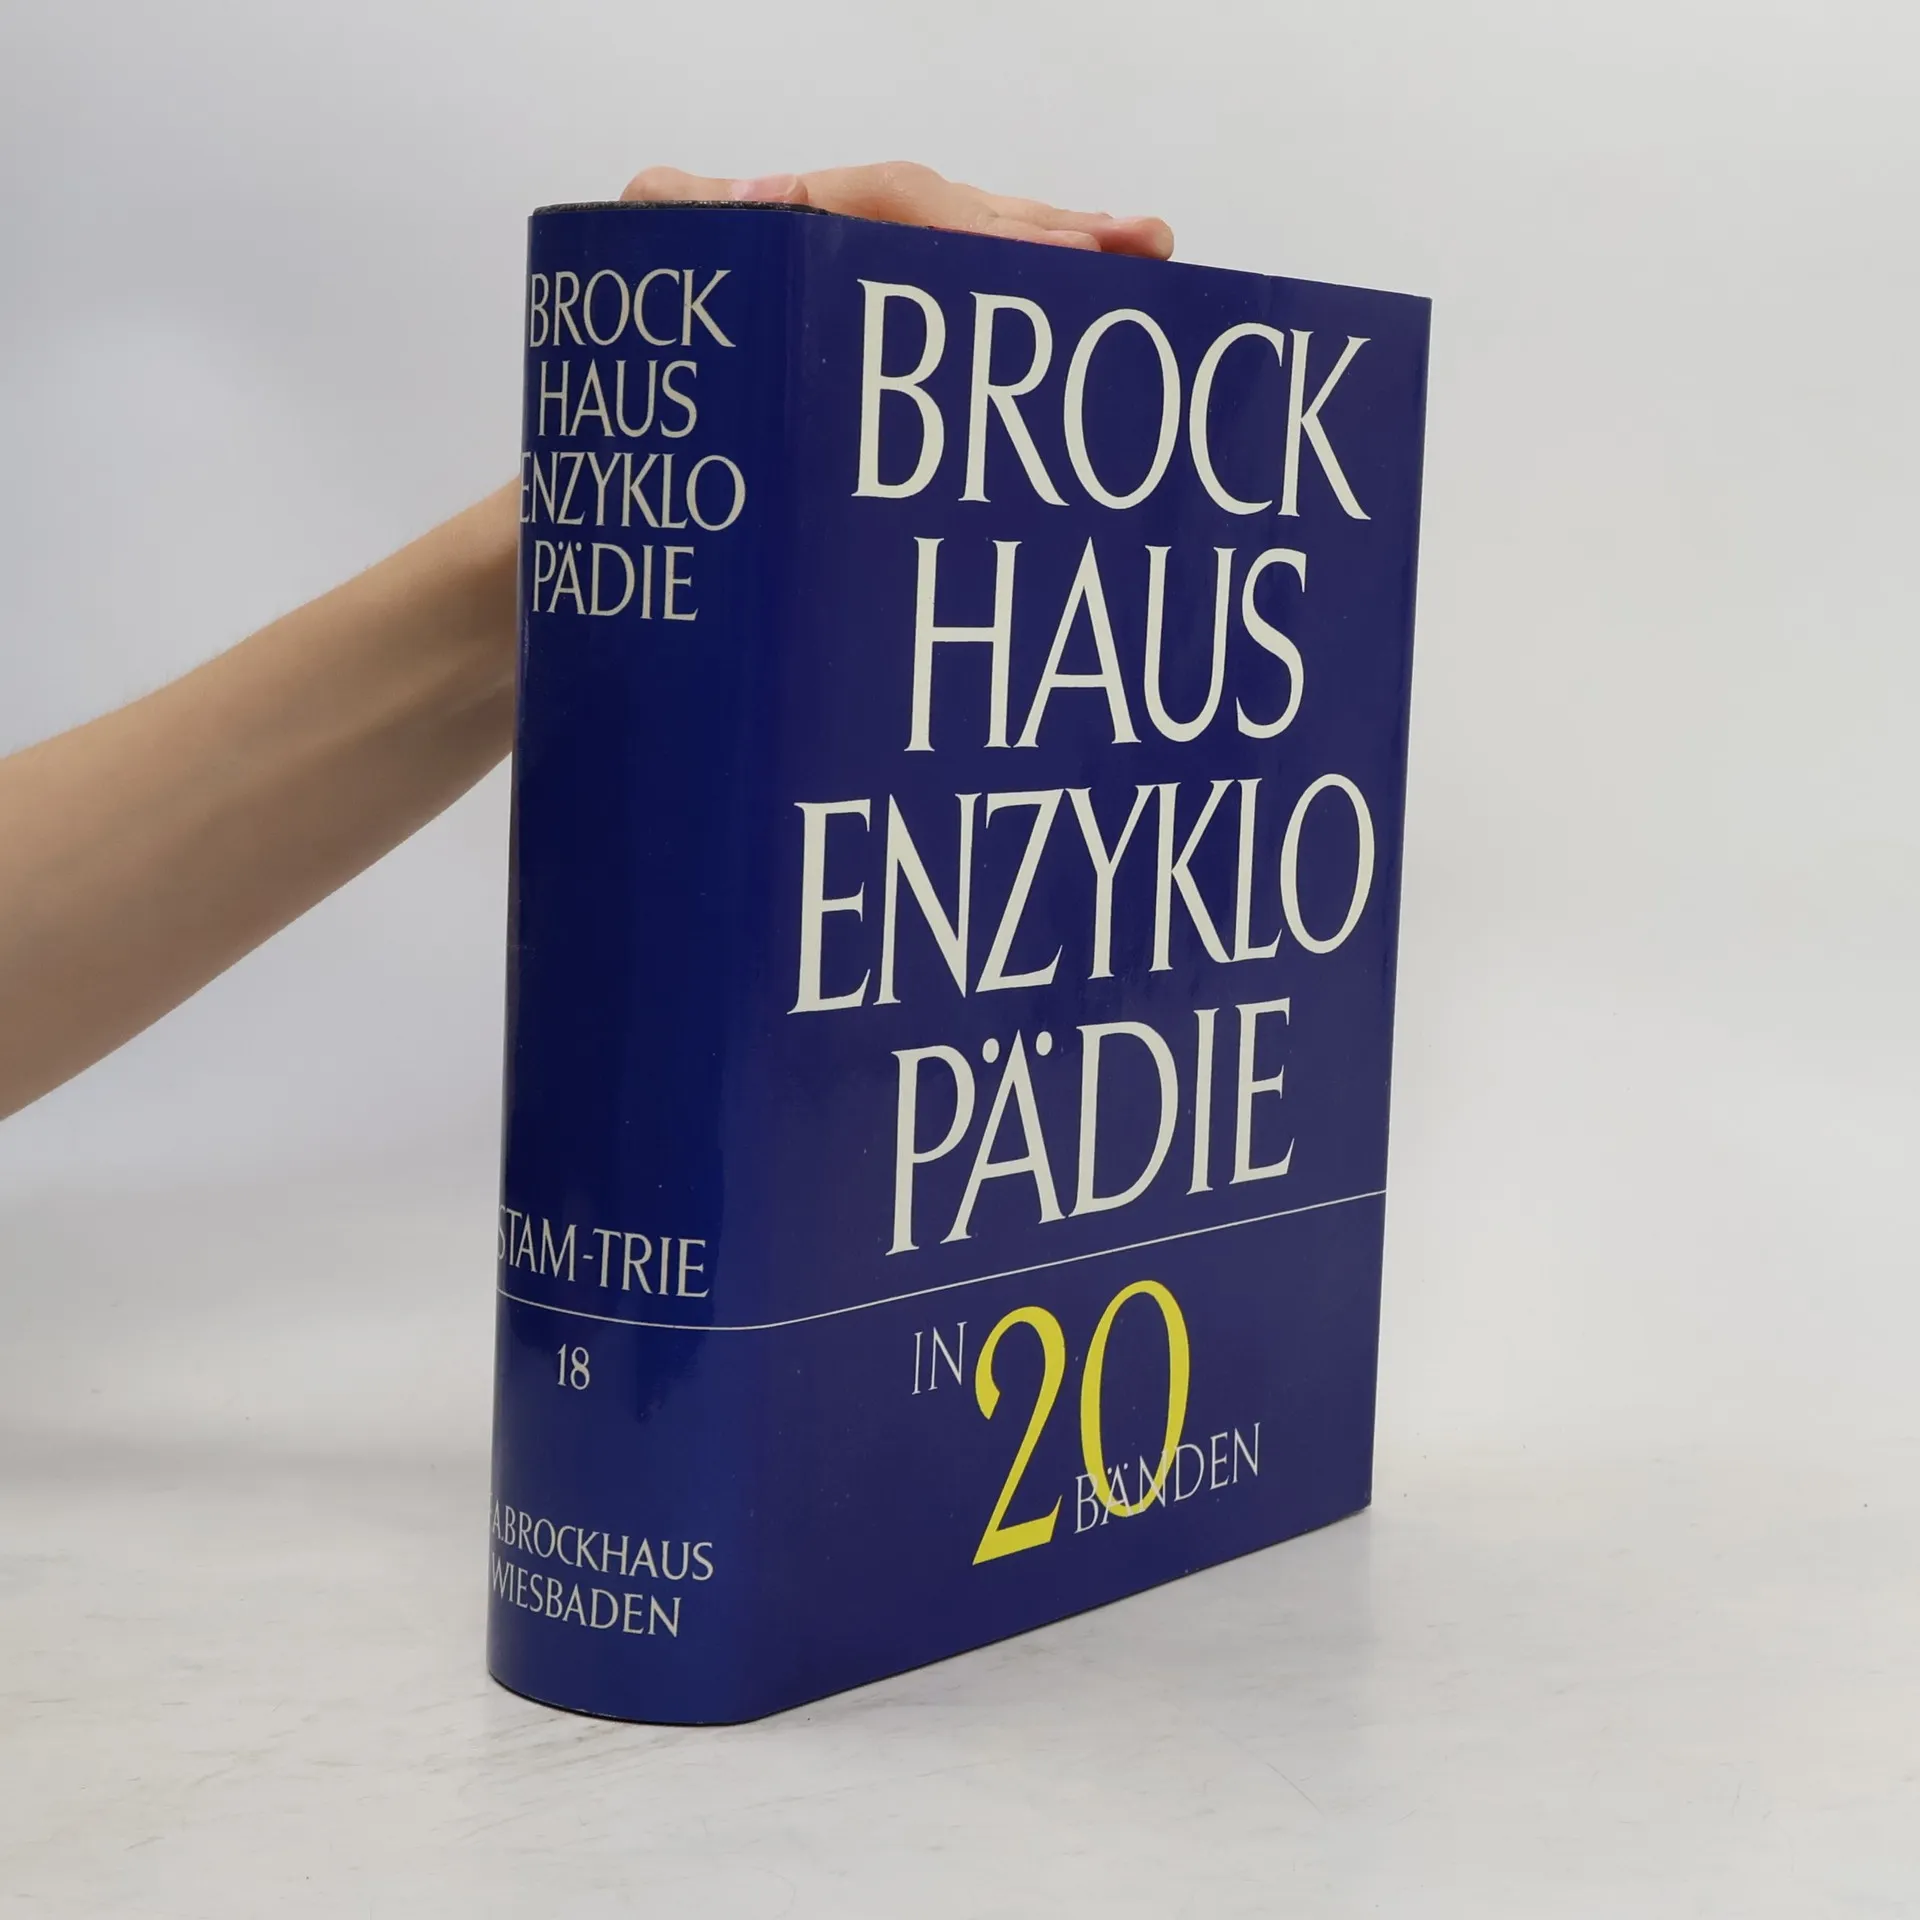 BROCK
HAUS
ENZYKLO
PÄDIE
STAM-TRIE
18
A.BROCKHAUS
WIESBADEN
BROCK
HAUS
ENZYKLO
PÄDIE
IN 20
BÄNDEN